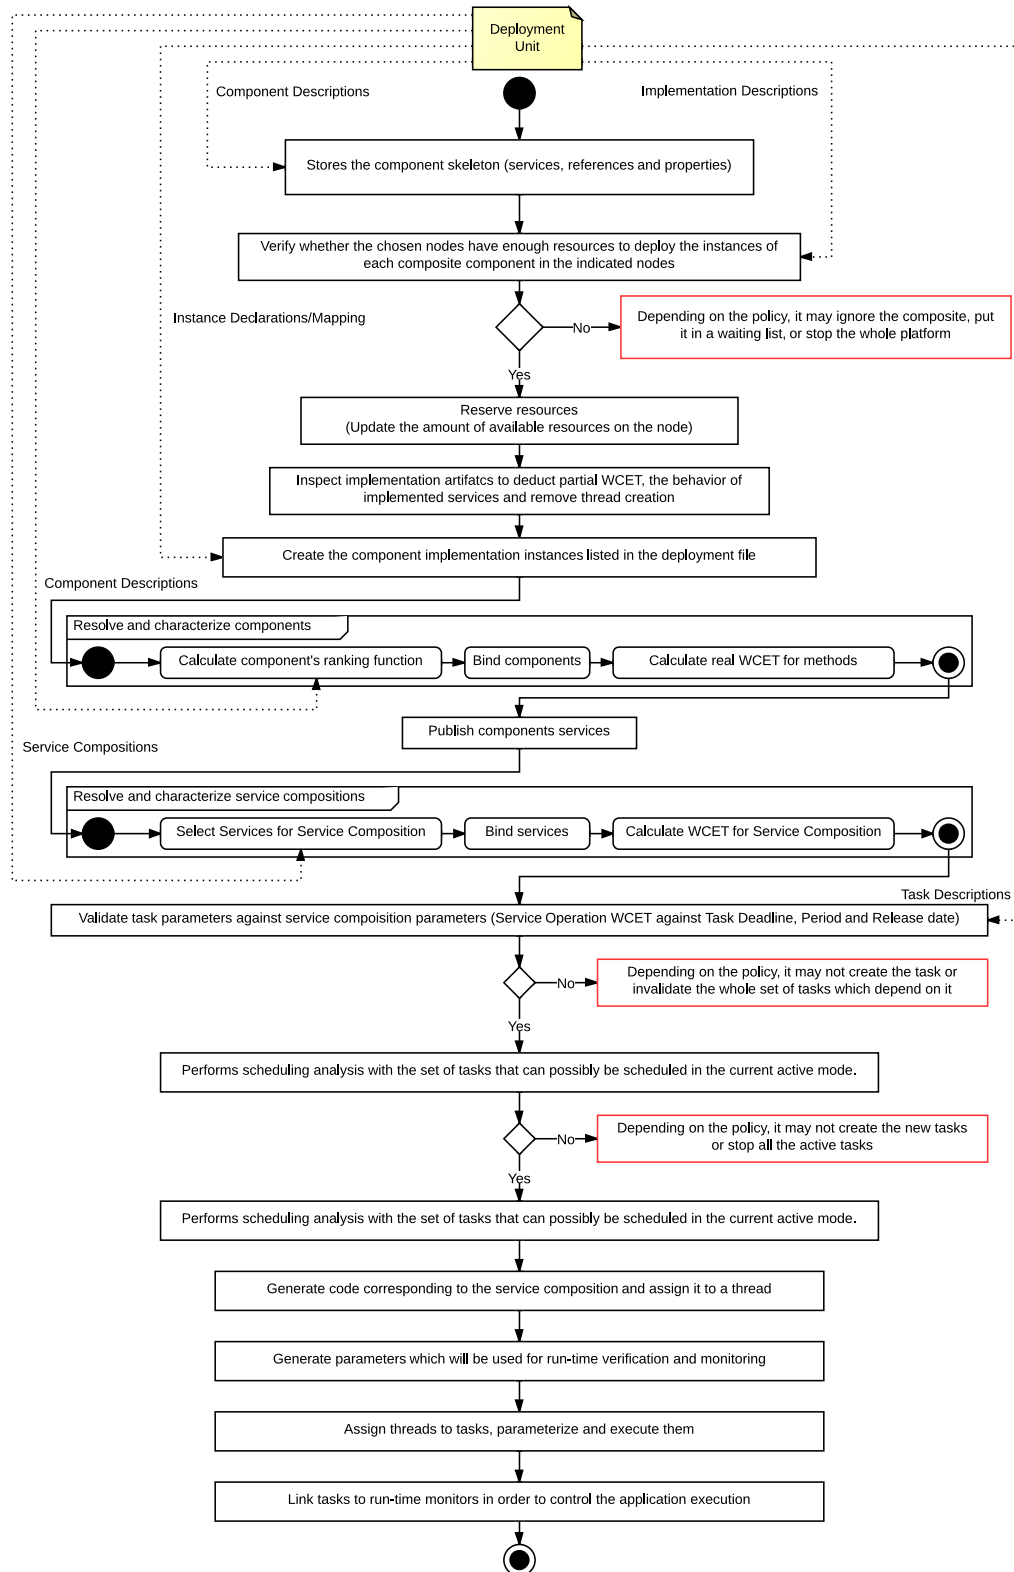 Deployment
Unit
Component Descriptions
Implementation Descriptions
Stores the component skeleton (services, references and properties)
Verify whether the chosen nodes have enough resources to deploy the instances of
each composite component in the indicated nodes
Instance Declarations/Mapping
No
Depending on the policy, it may ignore the composite, put
it in a waiting list, or stop the whole platform
Yes
Reserve resources
(Update the amount of available resources on the node)
Inspect implementation artifatcs to deduct partial WCET, the behavior of
implemented services and remove thread creation
Create the component implementation instances listed in the deployment file
Component Descriptions
Resolve and characterize components
Calculate component's ranking function
Bind components
Calculate real WCET for methods
Publish components services
Service Compositions
Resolve and characterize service compositions
Select Services for Service Composition
Bind services
Calculate WCET for Service Composition
Task Descriptions
Validate task parameters against service compoisition parameters (Service Operation WCET against Task Deadline, Period and Release date)
No
Depending on the policy, it may not create the task or
invalidate the whole set of tasks which depend on it
Yes
Performs scheduling analysis with the set of tasks that can possibly be scheduled in the current active mode.
No
Depending on the policy, it may not create the new tasks
or stop all the active tasks
Yes
Performs scheduling analysis with the set of tasks that can possibly be scheduled in the current active mode.
Generate code corresponding to the service composition and assign it to a thread
Generate parameters which will be used for run-time verification and monitoring
Assign threads to tasks, parameterize and execute them
Link tasks to run-time monitors in order to control the application execution